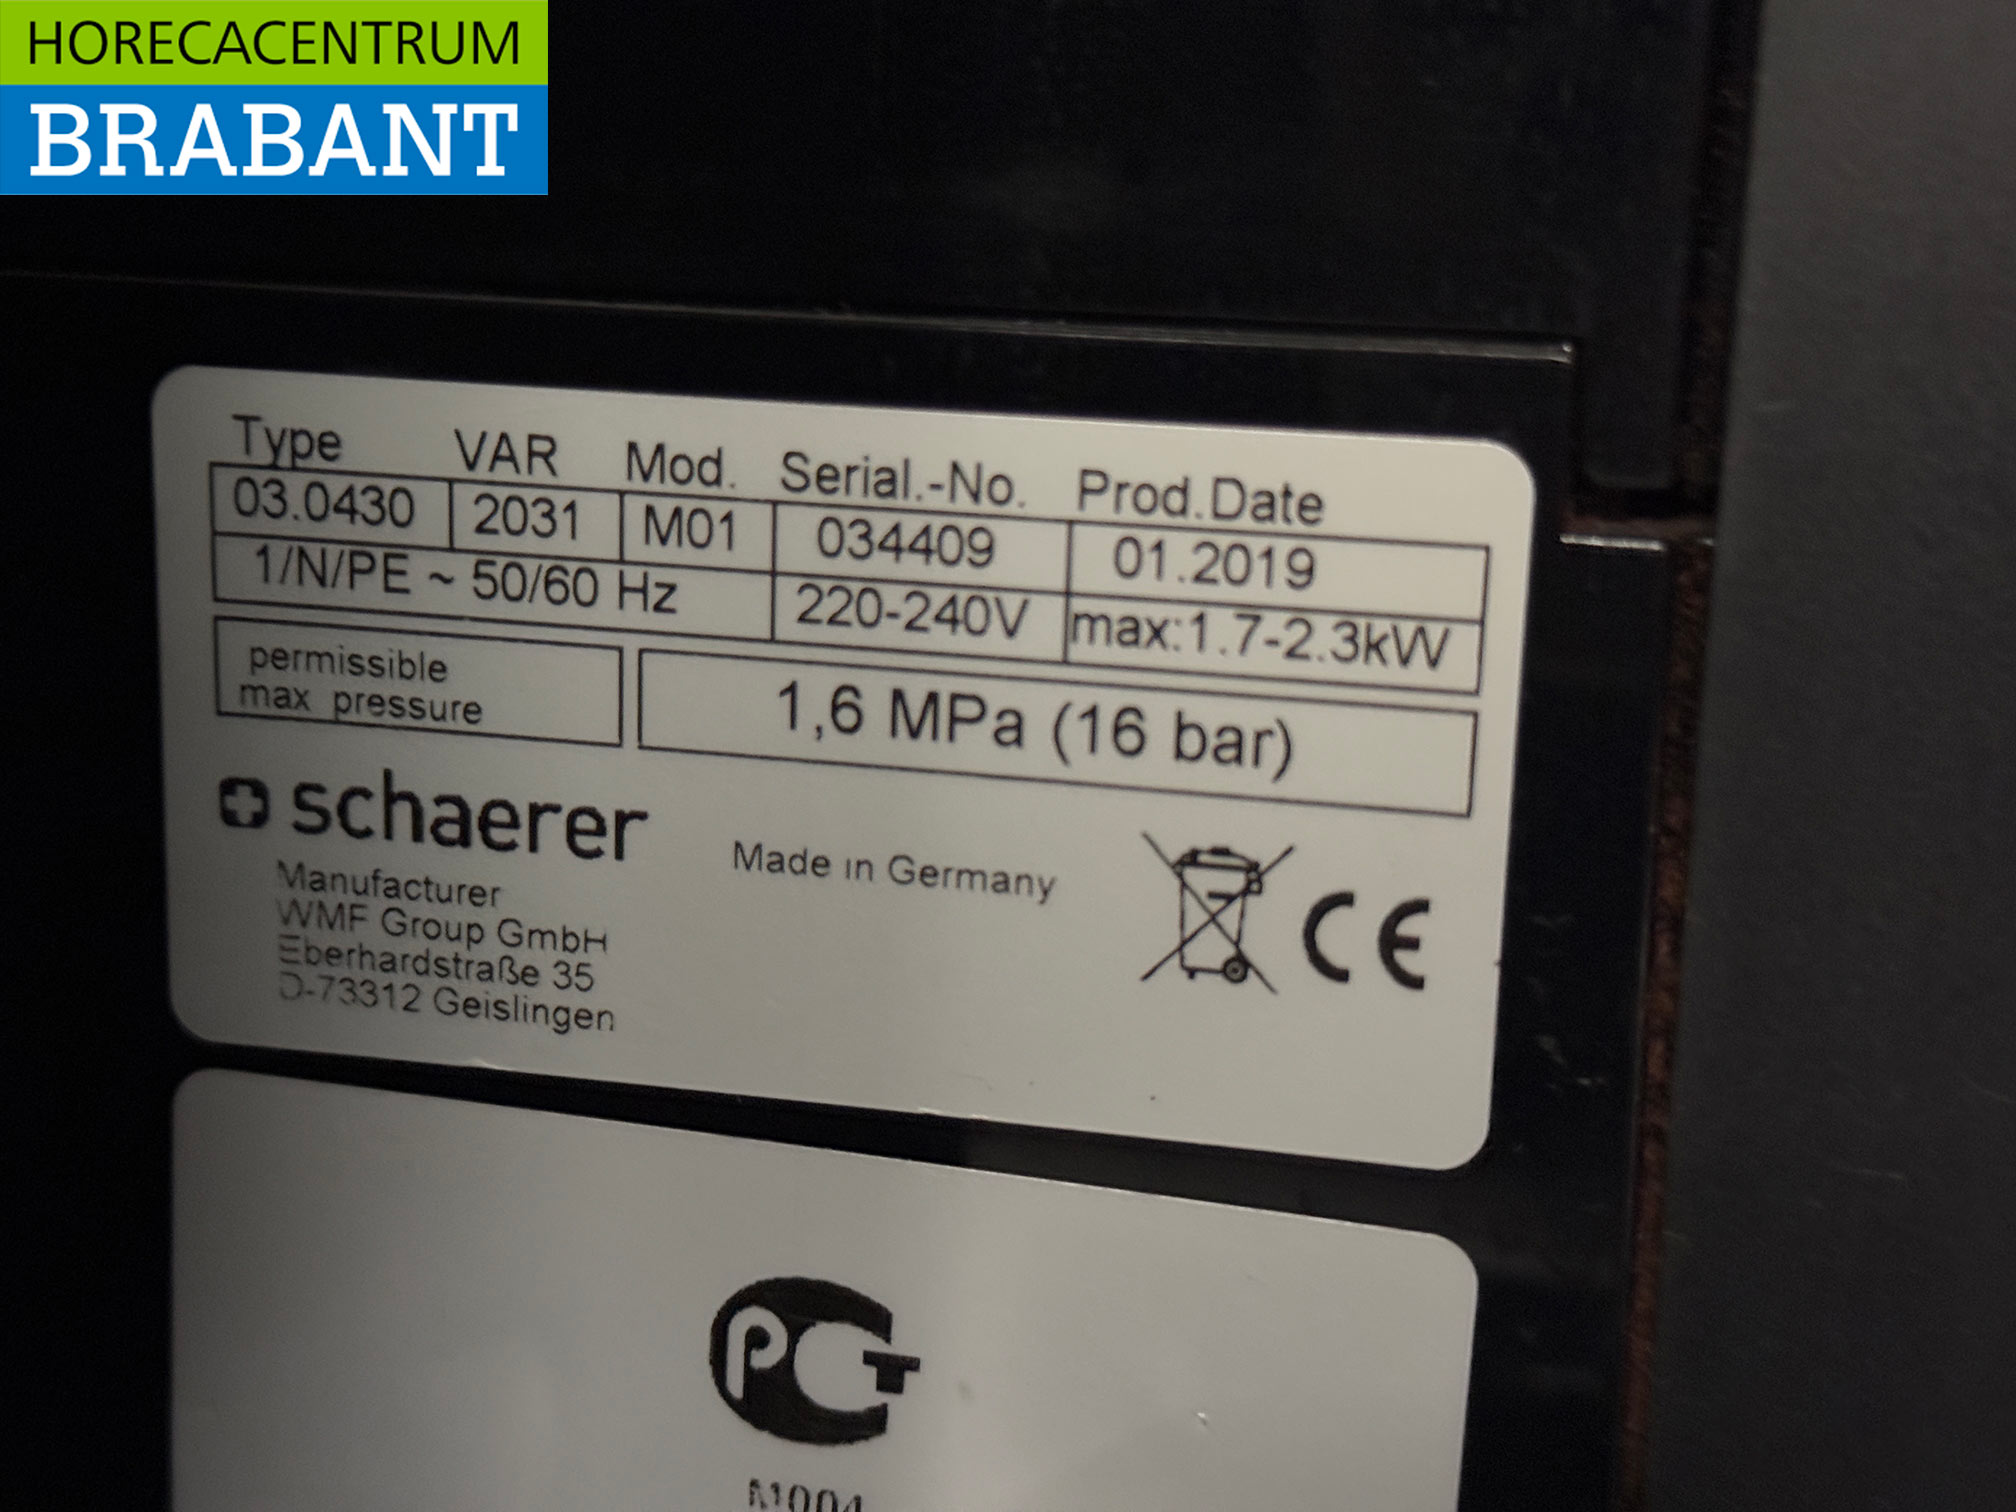 HORECACENTRUM
BRABANT
Type VAR Mod. Serial.-No. Prod.Date
03.0430 2031 M01 034409 01.2019
1/N/PE ~ 50/60 Hz 220-240V max:1.7-2.3kW
permissible
max pressure
1,6 MPa (16 bar)
schaerer
Made in Germany
CE
Manufacturer
WMF Group GmbH
Eberhardstraße 35
D-73312 Geislingen
РСТ